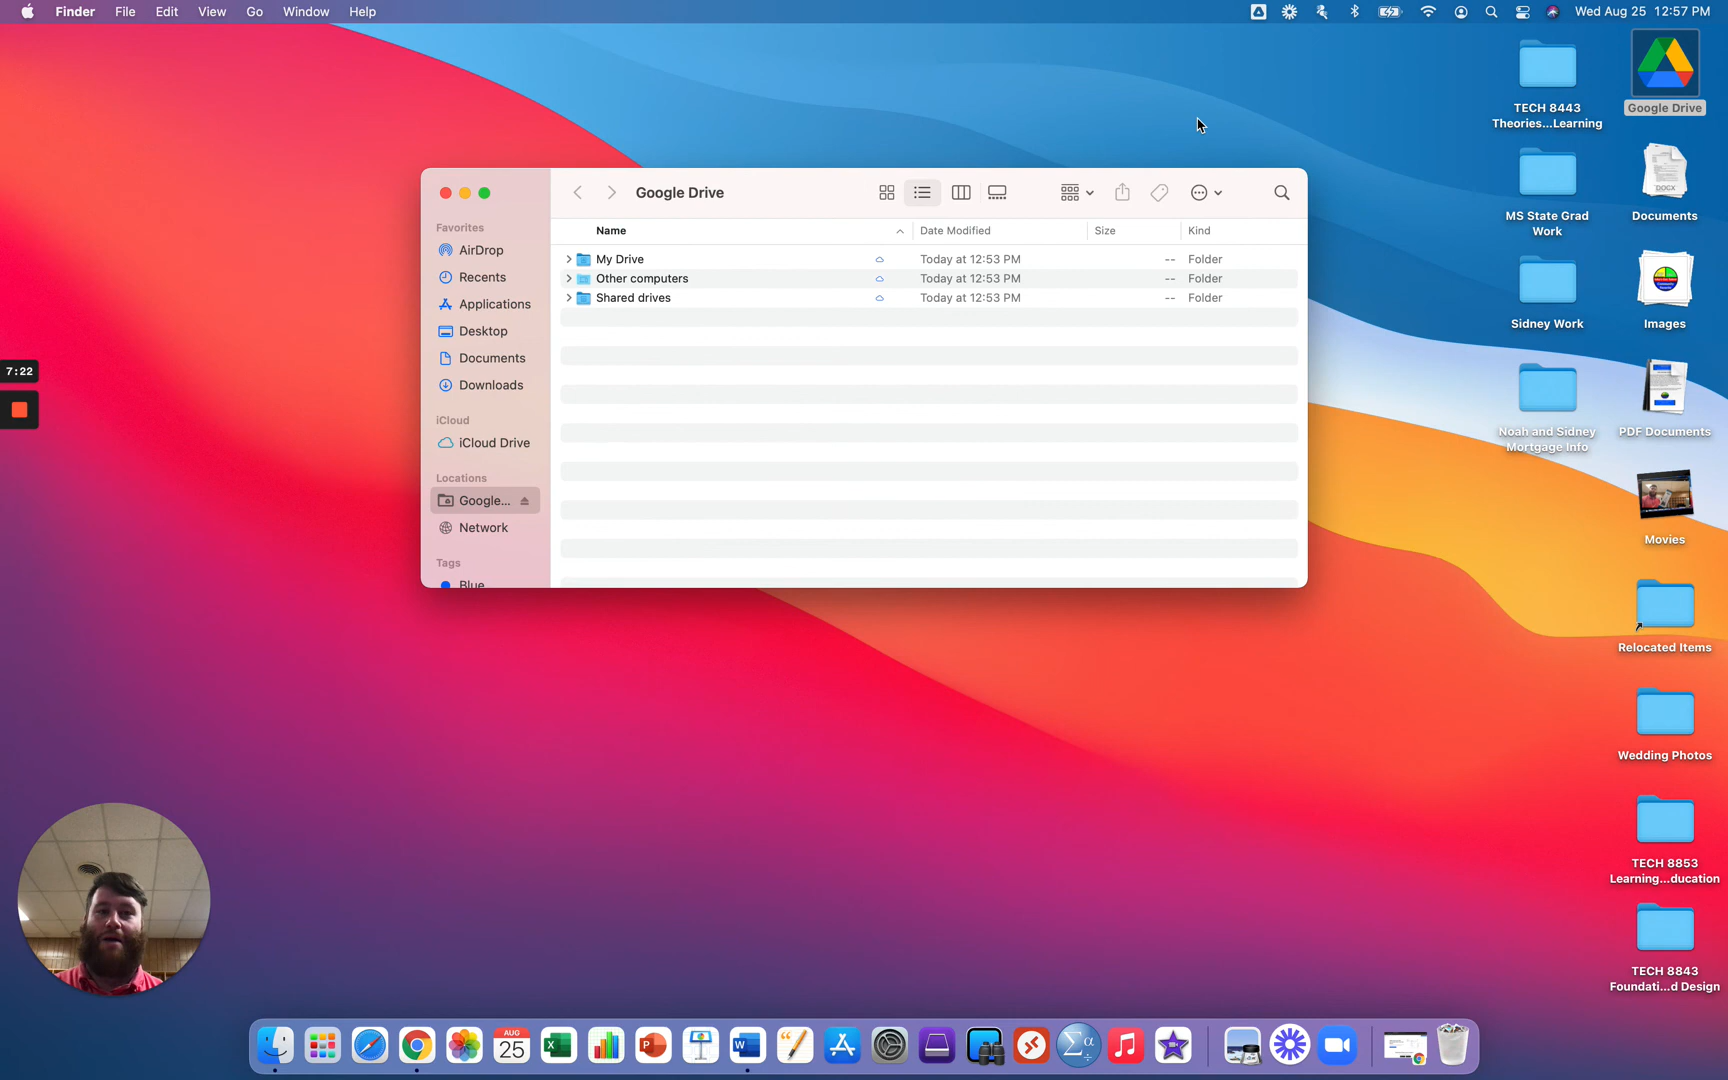 Finder File Edit View Go Window Help
Wed Aug 25 12:57 PM
Google Drive
Favorites
AirDrop
Recents
Applications
Desktop
Documents
Downloads
iCloud
iCloud Drive
Locations
Google...
Network
Tags
Blue
Name Date Modified Size Kind
My Drive Today at 12:53 PM -- Folder
Other computers Today at 12:53 PM -- Folder
Shared drives Today at 12:53 PM -- Folder
7:22
TECH 8443
Theories...Learning
Google Drive
MS State Grad
Work
DOCX
Documents
Sidney Work
Images
Noah and Sidney
Mortgage Info
PDF Documents
Movies
Relocated Items
Wedding Photos
TECH 8853
Learning...ducation
TECH 8843
Foundati...d Design
AUG
25
X
P
W